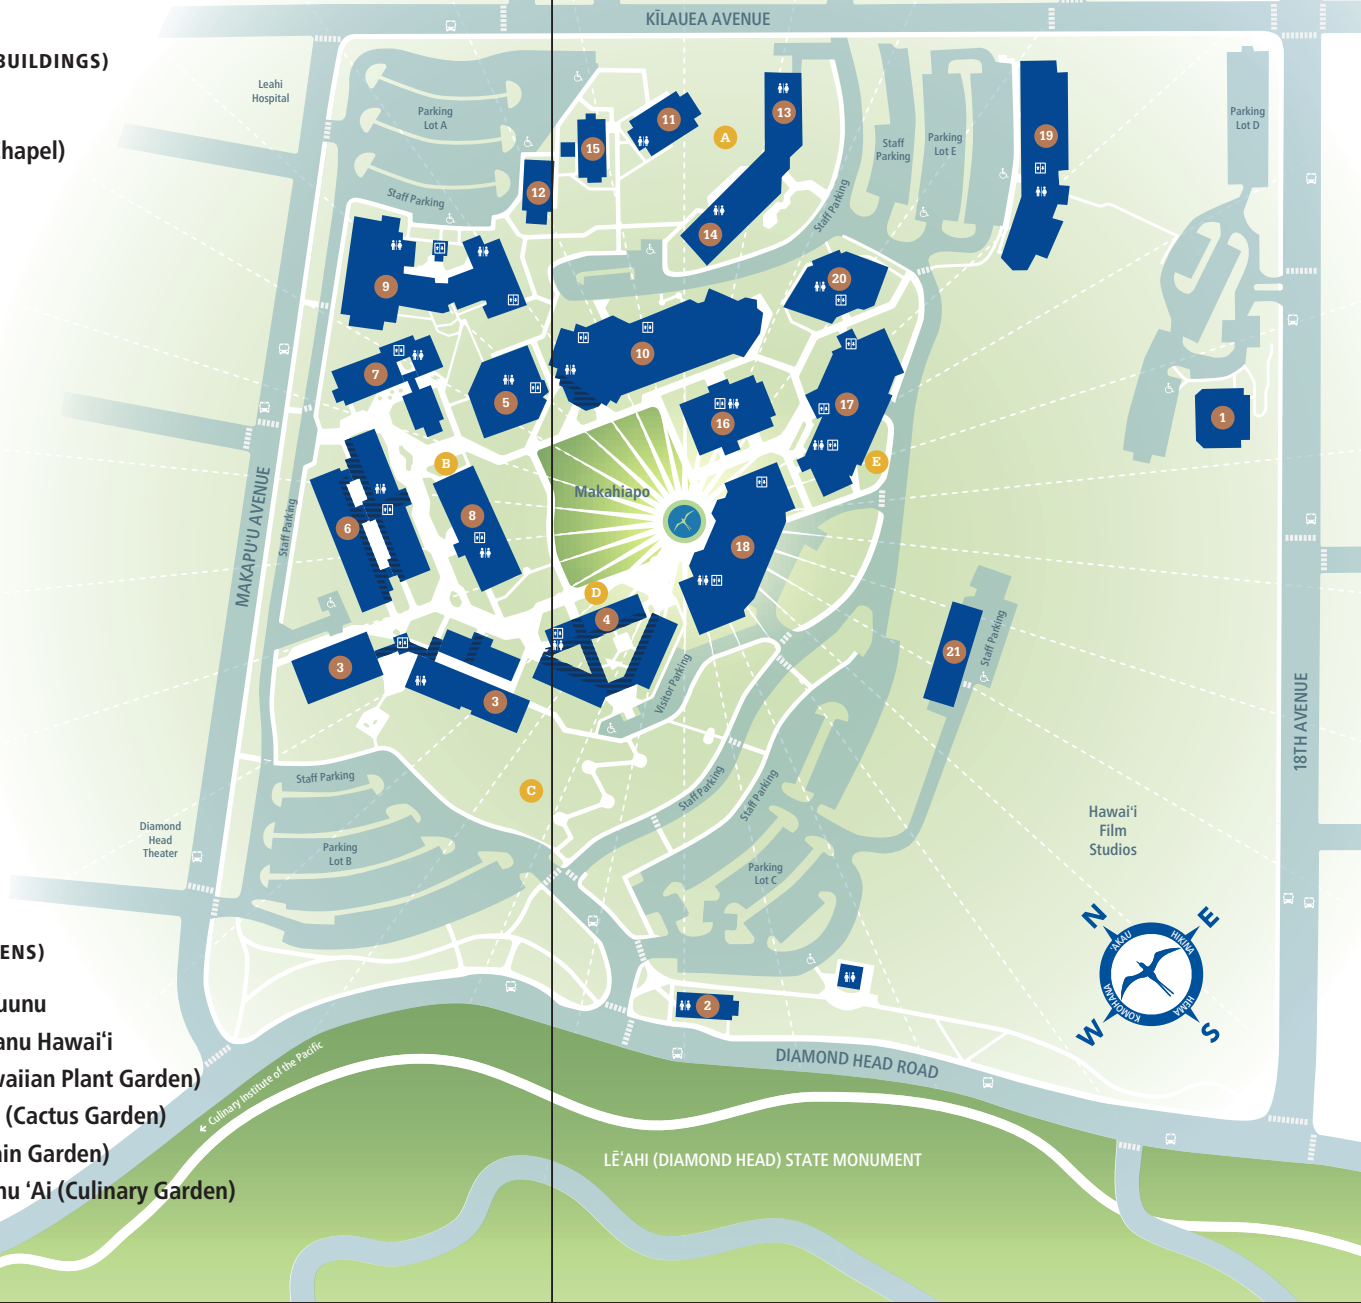 KĪLAUEA AVENUE
BUILDINGS)
Leahi
Hospital
Parking
Lot A
hapel)
Staff Parking
12
15
11
A
13
14
Staff Parking
Staff
Parking
Parking
Lot E
19
Parking
Lot D
9
20
10
7
5
16
17
1
MAKAPUʻU AVENUE
Staff Parking
B
E
Makahiapo
6
8
18
D
4
3
3
Visitor Parking
21
Staff Parking
18TH AVENUE
Staff Parking
C
Staff Parking
Staff Parking
Diamond
Head
Theater
Parking
Lot B
Parking
Lot C
Hawaiʻi
Film
Studios
N
E
S
W
ʻAKAU
HIKINA
HEMA
KOMOHANA
2
DIAMOND HEAD ROAD
ENS)
uunu
anu Hawaiʻi
vaiian Plant Garden)
(Cactus Garden)
ain Garden)
nu ʻAi (Culinary Garden)
Culinary Institute of the Pacific
LĒʻAHI (DIAMOND HEAD) STATE MONUMENT